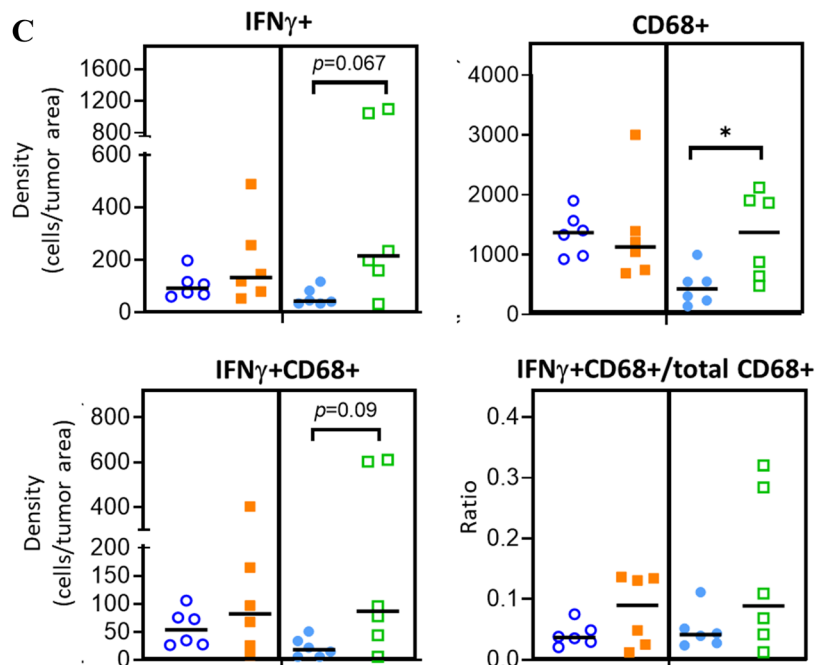 C
IFNγ+
Density
(cells/tumor area)
1600
1200
800
600
400
200
0
p=0.067
CD68+
4000
3000
2000
1000
0
*
IFNγ+CD68+
Density
(cells/tumor area)
800
600
400
200
150
100
50
0
p=0.09
IFNγ+CD68+/total CD68+
Ratio
0.4
0.3
0.2
0.1
0.0